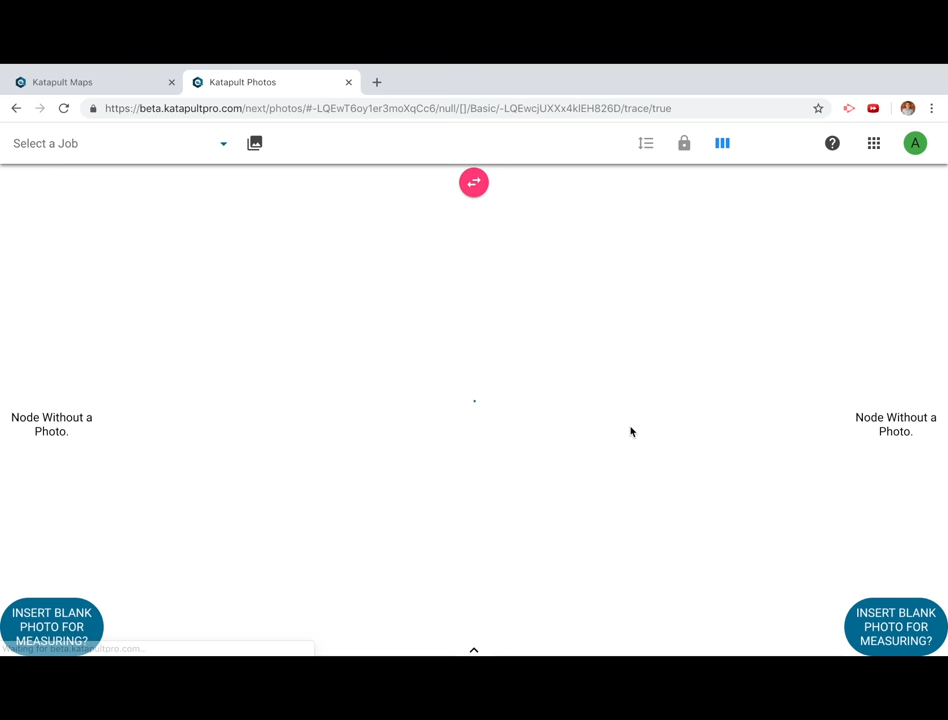 Katapult Maps
Katapult Photos
https://beta.katapultpro.com/next/photos/#-LQEwT6oy1er3moXqCc6/null/[]/Basic/-LQEwcjUXXx4kIEH826D/trace/true
Select a Job
A
Node Without a
Photo.
Node Without a
Photo.
INSERT BLANK
PHOTO FOR
MEASURING?
INSERT BLANK
PHOTO FOR
MEASURING?
Waiting for beta.katapultpro.com...